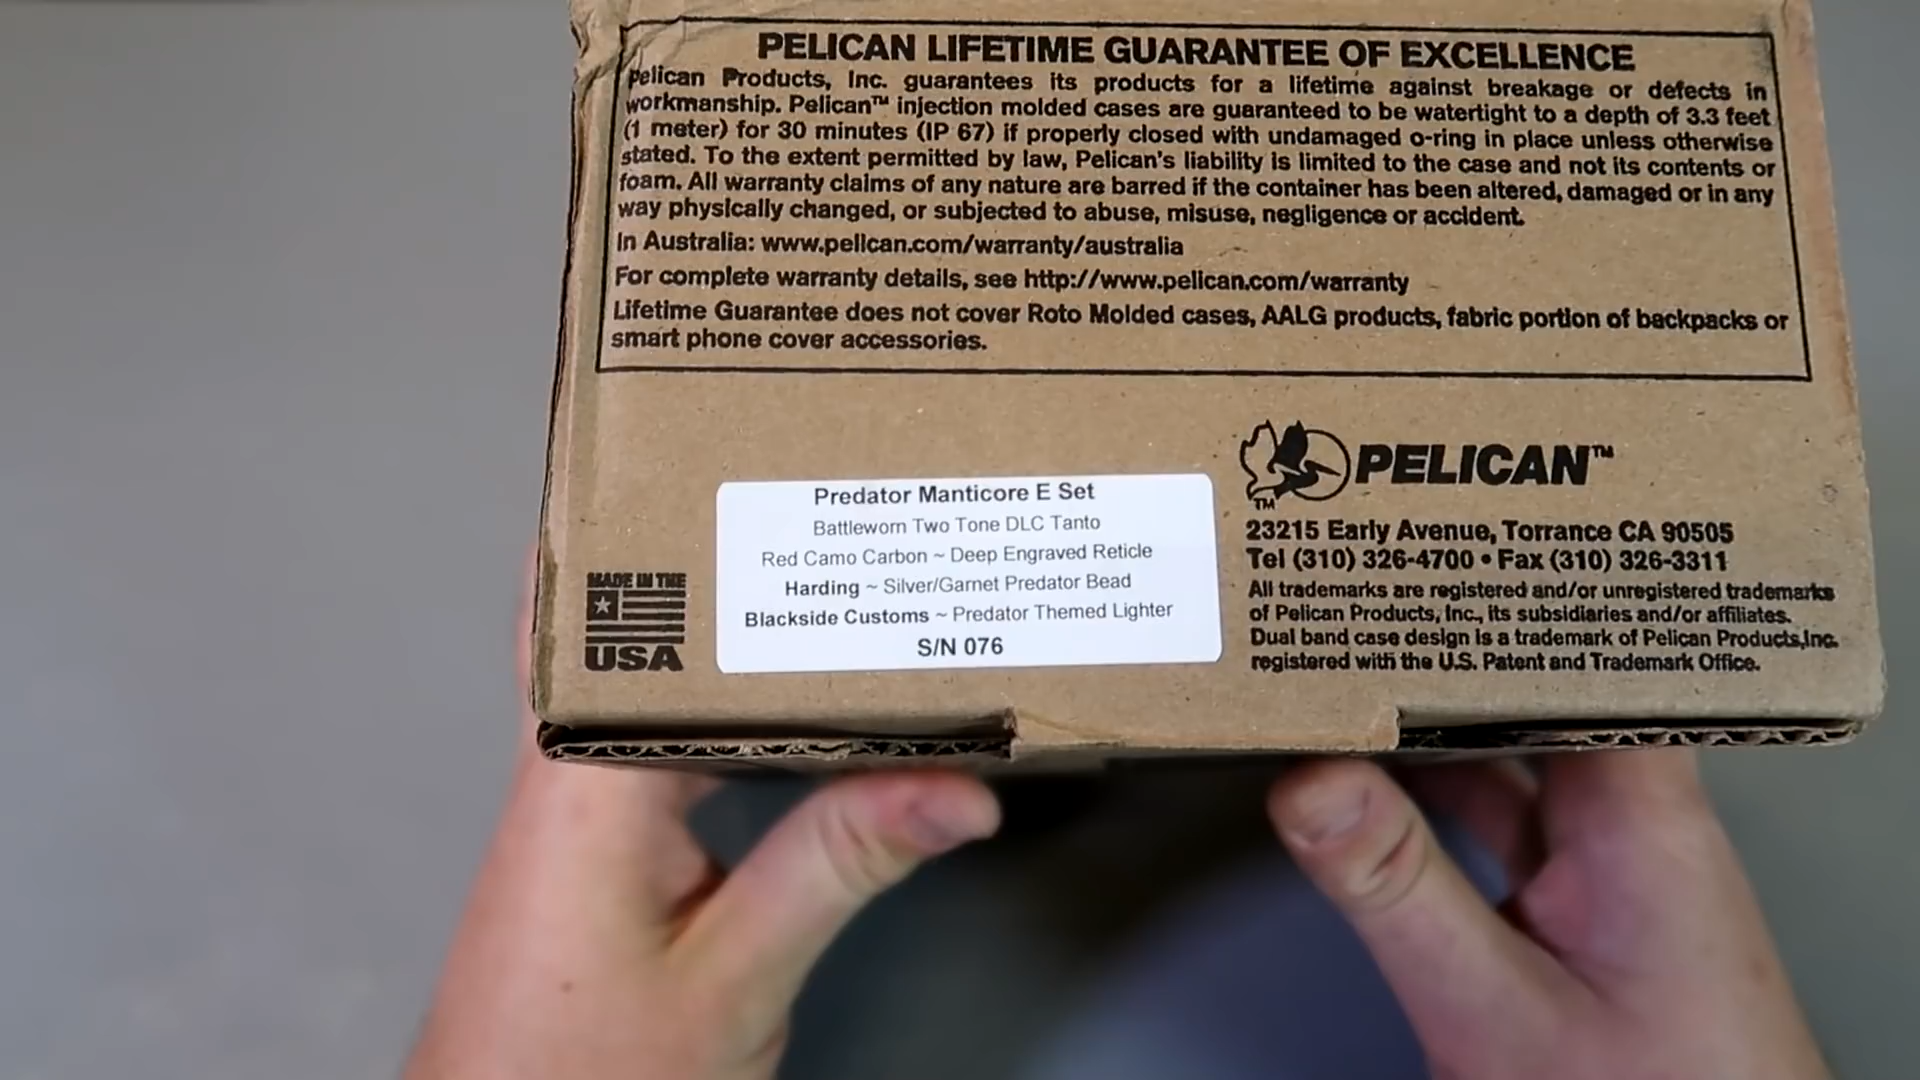 PELICAN LIFETIME GUARANTEE OF EXCELLENCE
Pelican Products, Inc. guarantees its products for a lifetime against breakage or defects in
workmanship. Pelican™ injection molded cases are guaranteed to be watertight to a depth of 3.3 feet
(1 meter) for 30 minutes (IP 67) if properly closed with undamaged o-ring in place unless otherwise
stated. To the extent permitted by law, Pelican's liability is limited to the case and not its contents or
foam. All warranty claims of any nature are barred if the container has been altered, damaged or in any
way physically changed, or subjected to abuse, misuse, negligence or accident.
In Australia: www.pelican.com/warranty/australia
For complete warranty details, see http://www.pelican.com/warranty
Lifetime Guarantee does not cover Roto Molded cases, AALG products, fabric portion of backpacks or
smart phone cover accessories.
MADE IN THE
USA
Predator Manticore E Set
Battleworn Two Tone DLC Tanto
Red Camo Carbon ~ Deep Engraved Reticle
Harding ~ Silver/Garnet Predator Bead
Blackside Customs ~ Predator Themed Lighter
S/N 076
PELICAN™
TM
23215 Early Avenue, Torrance CA 90505
Tel (310) 326-4700 • Fax (310) 326-3311
All trademarks are registered and/or unregistered trademarks
of Pelican Products, Inc., its subsidiaries and/or affiliates.
Dual band case design is a trademark of Pelican Products,Inc.
registered with the U.S. Patent and Trademark Office.